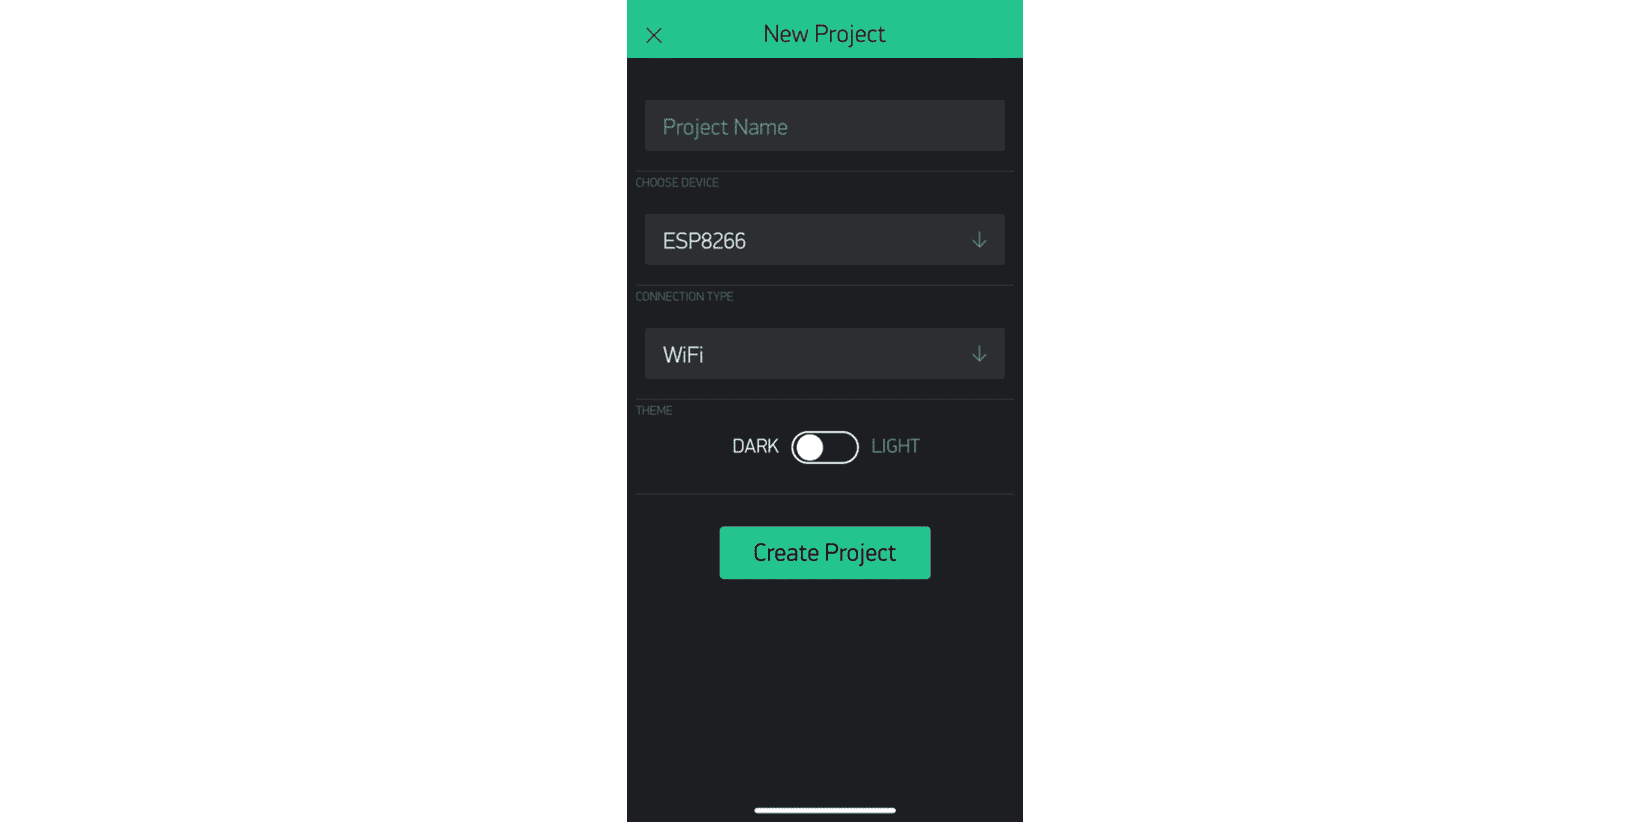 New Project
Project Name
CHOOSE DEVICE
ESP8266
CONNECTION TYPE
WiFi
THEME
DARK LIGHT
Create Project